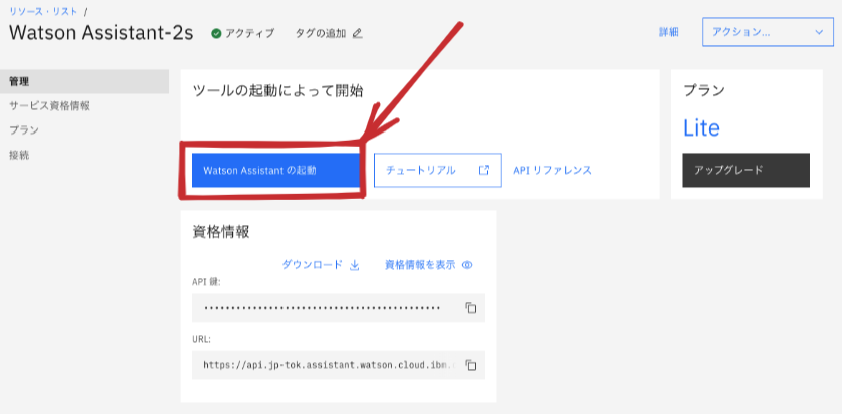 リソース・リスト /
Watson Assistant-2s アクティブ タグの追加 詳細 アクション...
管理
サービス資格情報
プラン
接続
ツールの起動によって開始
Watson Assistant の起動 チュートリアル API リファレンス
プラン
Lite
アップグレード
資格情報
ダウンロード 資格情報を表示
API 鍵:
••••••••••••••••••••••••••••••••••••••••••••
URL:
https://api.jp-tok.assistant.watson.cloud.ibm.